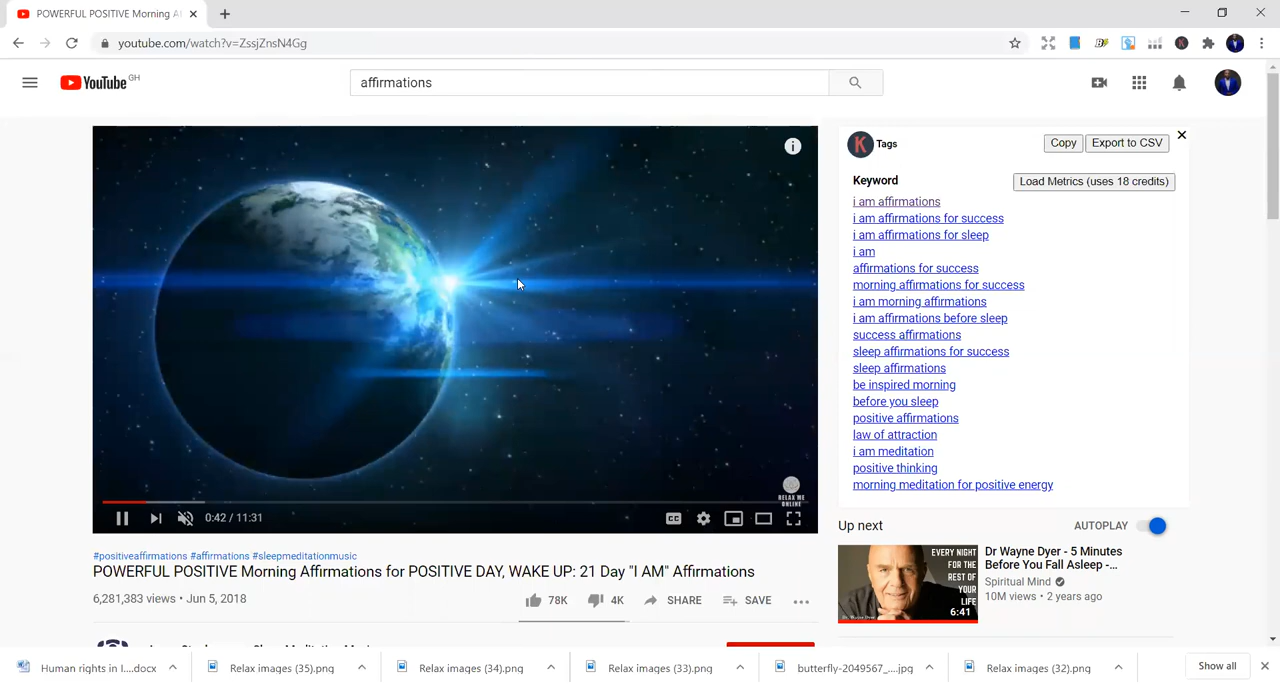 POWERFUL POSITIVE Morning A
youtube.com/watch?v=ZssjZnsN4Gg
YouTube GH
affirmations
K Tags
Copy
Export to CSV
Keyword
Load Metrics (uses 18 credits)
i am affirmations
i am affirmations for success
i am affirmations for sleep
i am
affirmations for success
morning affirmations for success
i am morning affirmations
i am affirmations before sleep
success affirmations
sleep affirmations for success
sleep affirmations
be inspired morning
before you sleep
positive affirmations
law of attraction
i am meditation
positive thinking
morning meditation for positive energy
RELAX ME
ONLINE
0:42 / 11:31
CC
Up next
AUTOPLAY
EVERY NIGHT
FOR THE
REST OF
YOUR
LIFE
6:41
Dr Wayne Dyer - 5 Minutes
Before You Fall Asleep -...
Spiritual Mind
10M views • 2 years ago
#positiveaffirmations #affirmations #sleepmeditationmusic
POWERFUL POSITIVE Morning Affirmations for POSITIVE DAY, WAKE UP: 21 Day "I AM" Affirmations
6,281,383 views • Jun 5, 2018
78K
4K
SHARE
SAVE
Human rights in I....docx
Relax images (35).png
Relax images (34).png
Relax images (33).png
butterfly-2049567_....jpg
Relax images (32).png
Show all